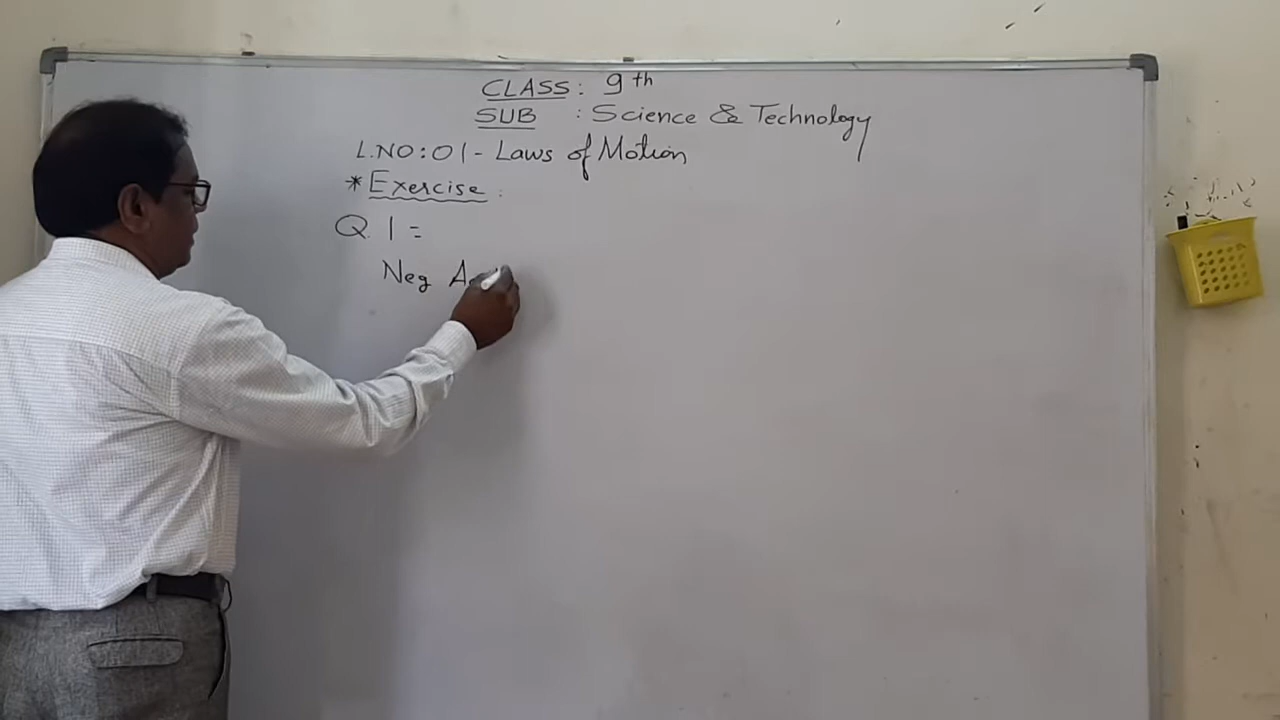 CLASS: 9th
SUB : Science & Technology
L.NO:01- Laws of Motion
* Exercise :
Q.1=
Neg